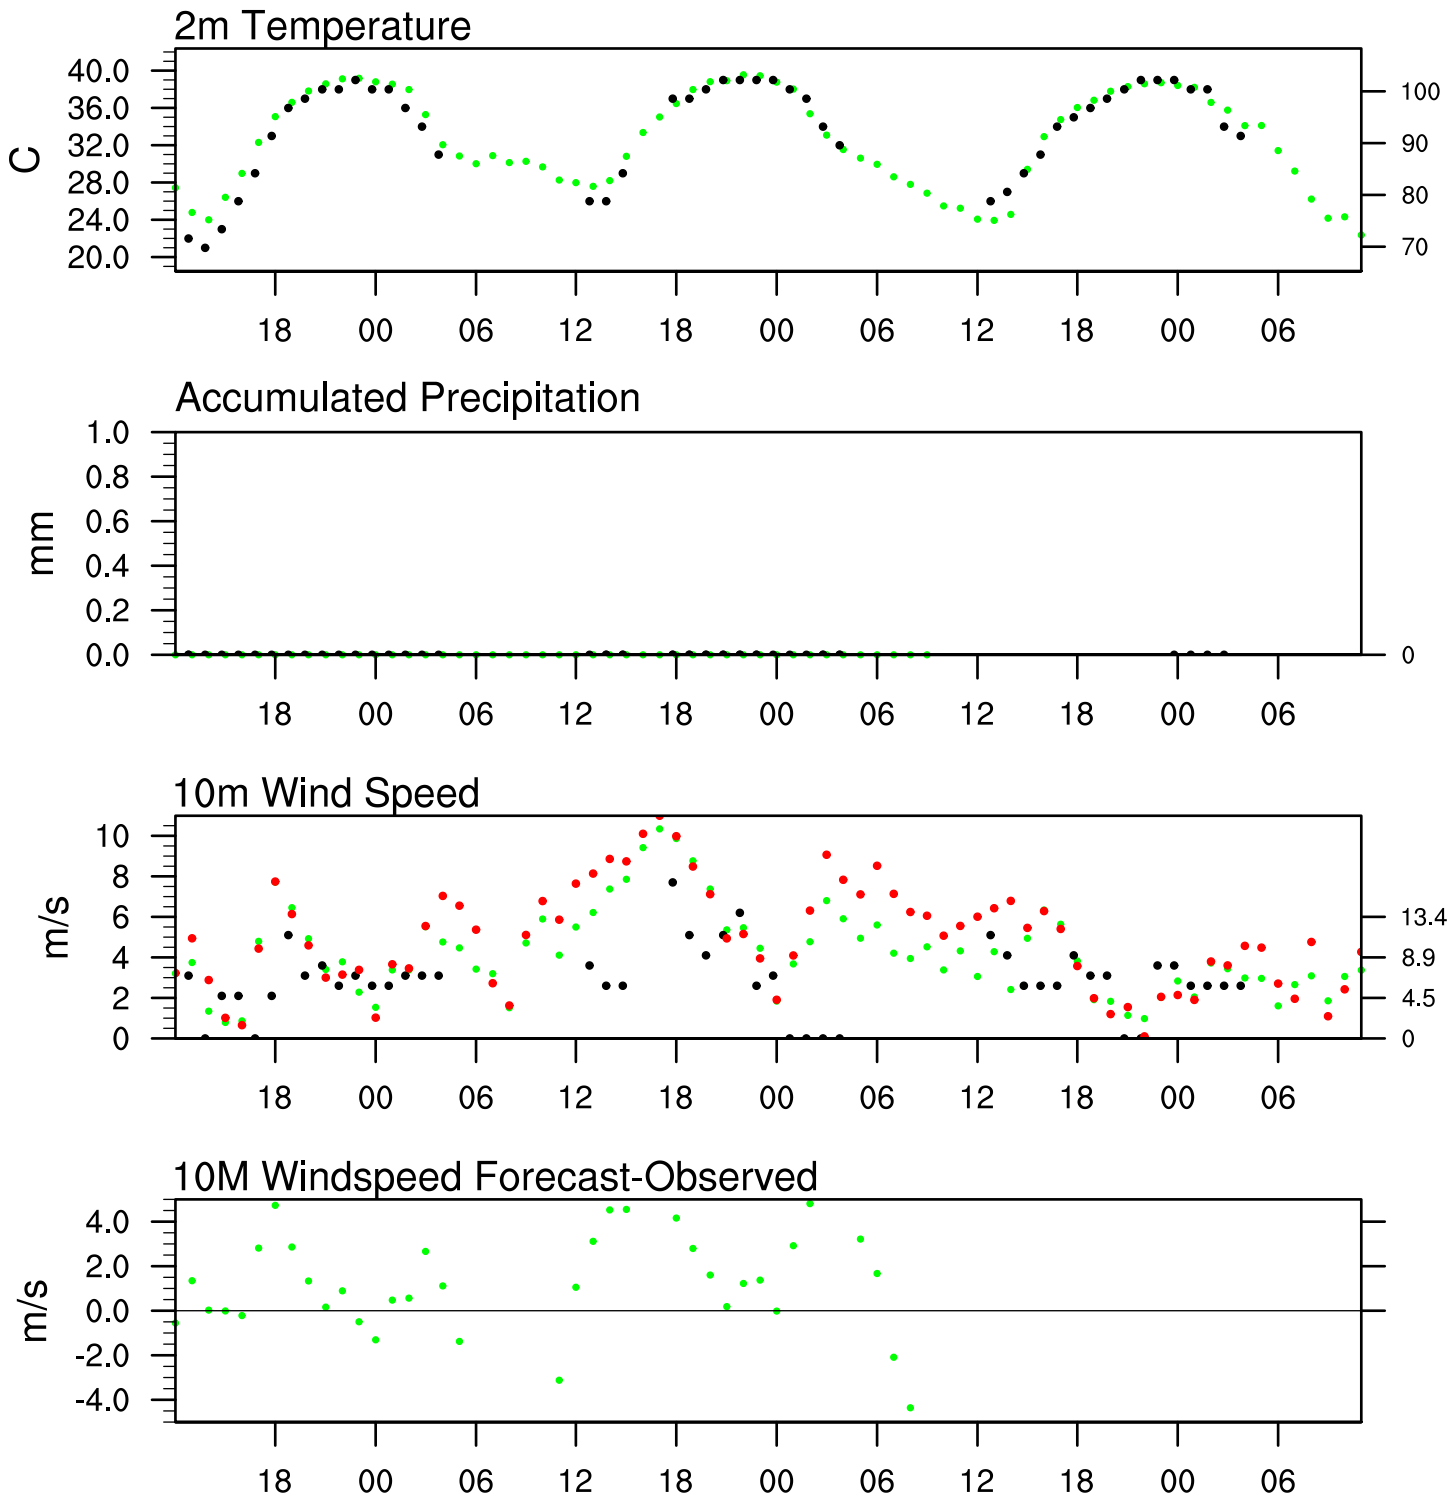 2m Temperature
40.0
36.0
32.0
28.0
24.0
20.0
C
100
90
80
70
18 00 06 12 18 00 06 12 18 00 06
Accumulated Precipitation
1.0
0.8
0.6
0.4
0.2
0.0
mm
0
18 00 06 12 18 00 06 12 18 00 06
10m Wind Speed
10
8
6
4
2
0
m/s
13.4
8.9
4.5
0
18 00 06 12 18 00 06 12 18 00 06
10M Windspeed Forecast-Observed
4.0
2.0
0.0
-2.0
-4.0
m/s
18 00 06 12 18 00 06 12 18 00 06